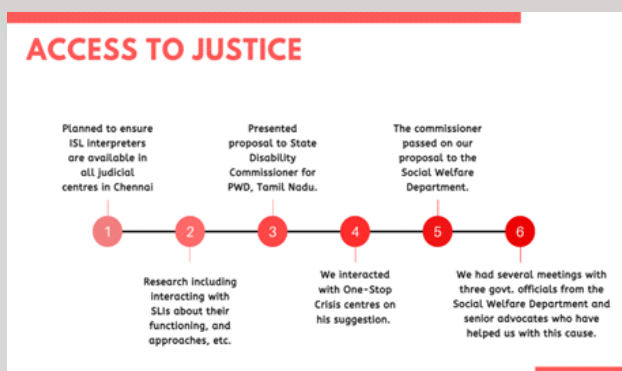 ACCESS TO JUSTICE
Planned to ensure
ISL interpreters
are available in
all judicial
centres in Chennai
Presented
proposal to State
Disability
Commissioner for
PWD, Tamil Nadu.
The commissioner
passed on our
proposal to the
Social Welfare
Department.
1
2
3
4
5
6
Research including
interacting with
SLIs about their
functioning, and
approaches, etc.
We interacted
with One-Stop
Crisis centres on
his suggestion.
We had several meetings with
three govt. officials from the
Social Welfare Department and
senior advocates who have
helped us with this cause.